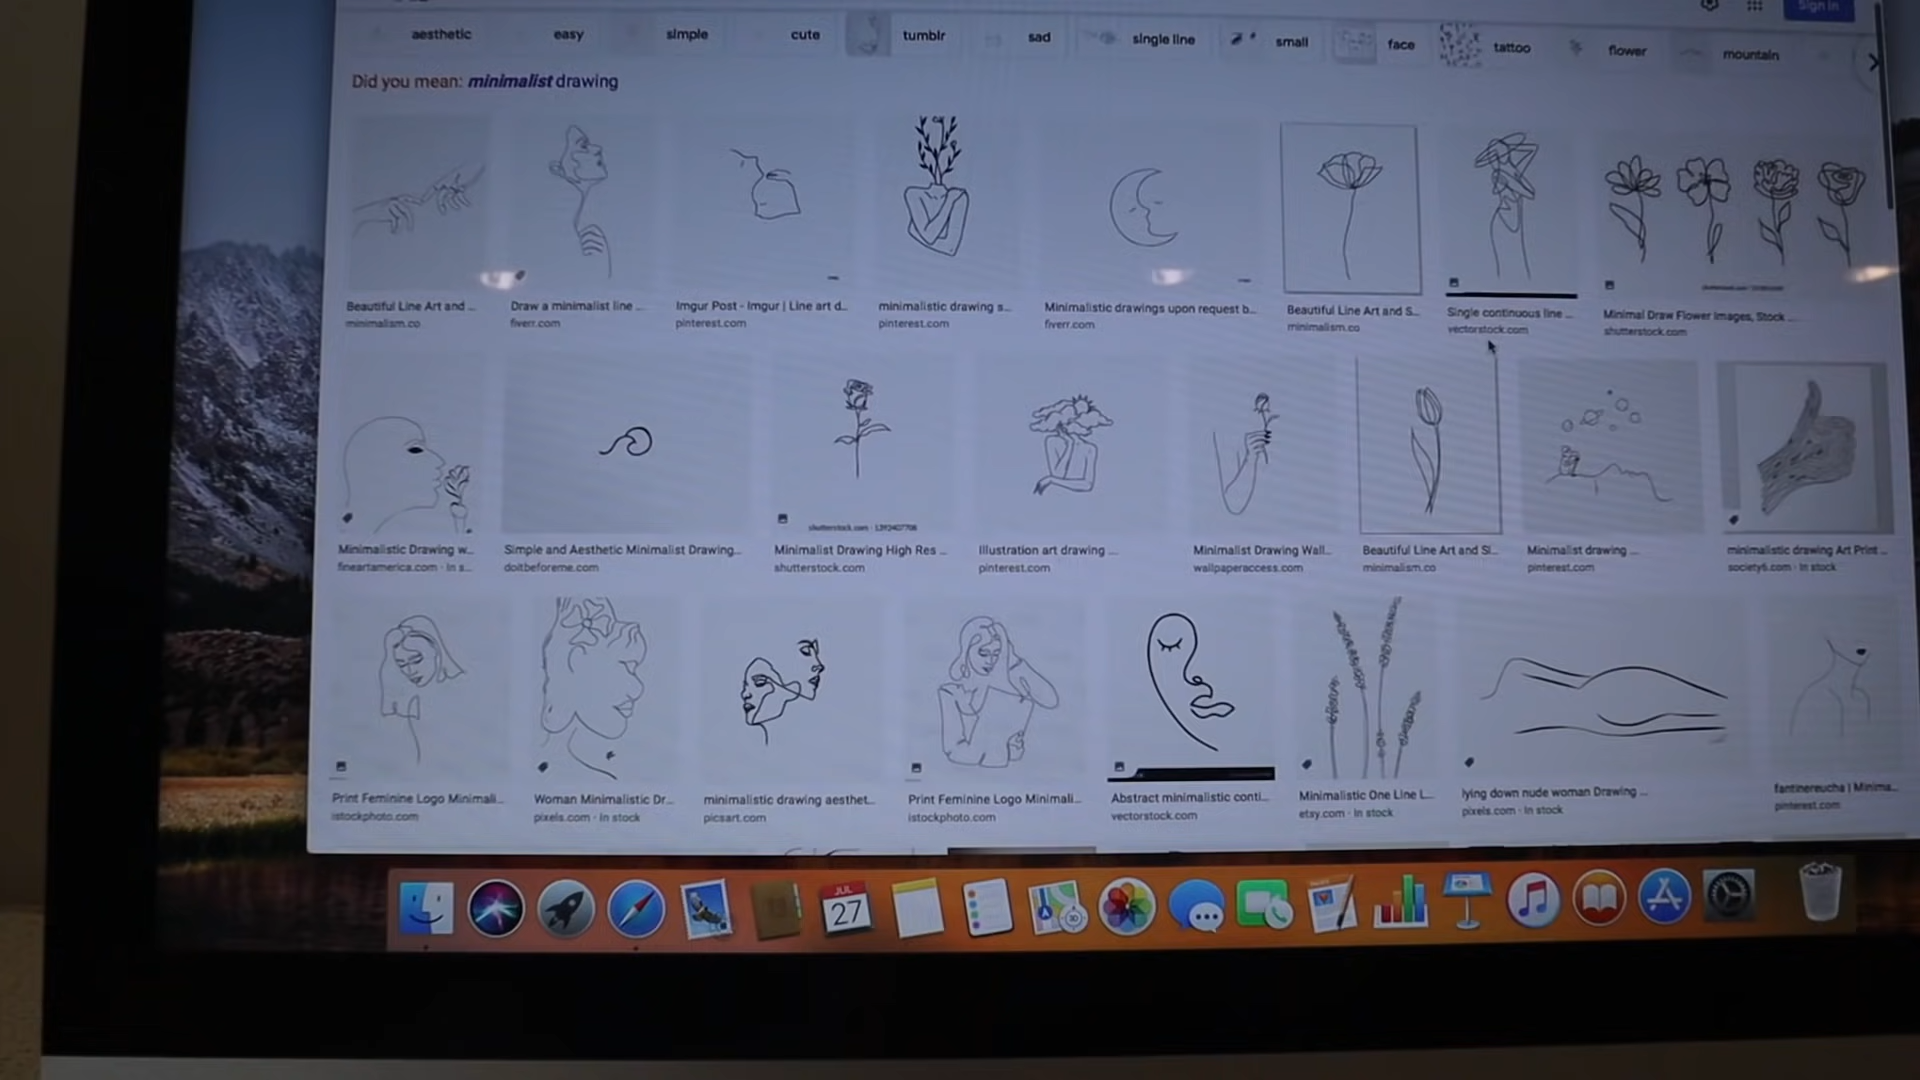 Sign in
aesthetic easy simple cute tumblr sad single line small face tattoo flower mountain
Did you mean: minimalist drawing
Beautiful Line Art and ... Draw a minimalist line ... Imgur Post - Imgur | Line art d... minimalistic drawing s... Minimalistic drawings upon request b... Beautiful Line Art and S... Single continuous line ... Minimal Draw Flower Images, Stock ...
minimalism.co fiverr.com pinterest.com pinterest.com fiverr.com minimalism.co vectorstock.com shutterstock.com
shutterstock.com · 1392407708
Minimalistic Drawing w... Simple and Aesthetic Minimalist Drawing... Minimalist Drawing High Res ... Illustration art drawing ... Minimalist Drawing Wall... Beautiful Line Art and Si... Minimalist drawing ... minimalistic drawing Art Print ...
fineartamerica.com · In s... doitbeforeme.com shutterstock.com pinterest.com wallpaperaccess.com minimalism.co pinterest.com society6.com · In stock
Print Feminine Logo Minimali... Woman Minimalistic Dr... minimalistic drawing aesthet... Print Feminine Logo Minimali... Abstract minimalistic conti... Minimalistic One Line L... lying down nude woman Drawing ... fantinereucha | Minima...
istockphoto.com pixels.com · In stock picsart.com istockphoto.com vectorstock.com etsy.com · In stock pixels.com · In stock pinterest.com
JUL
27